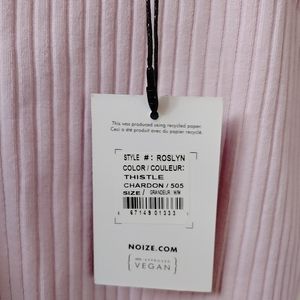 This was produced using recycled paper.
Ceci a été produit avec du papier recyclé.
STYLE #: ROSLYN
COLOR / COULEUR:
THISTLE
CHARDON / 505
SIZE / GRANDEUR: M/M
67149 01333
NOIZE.COM
VEGAN